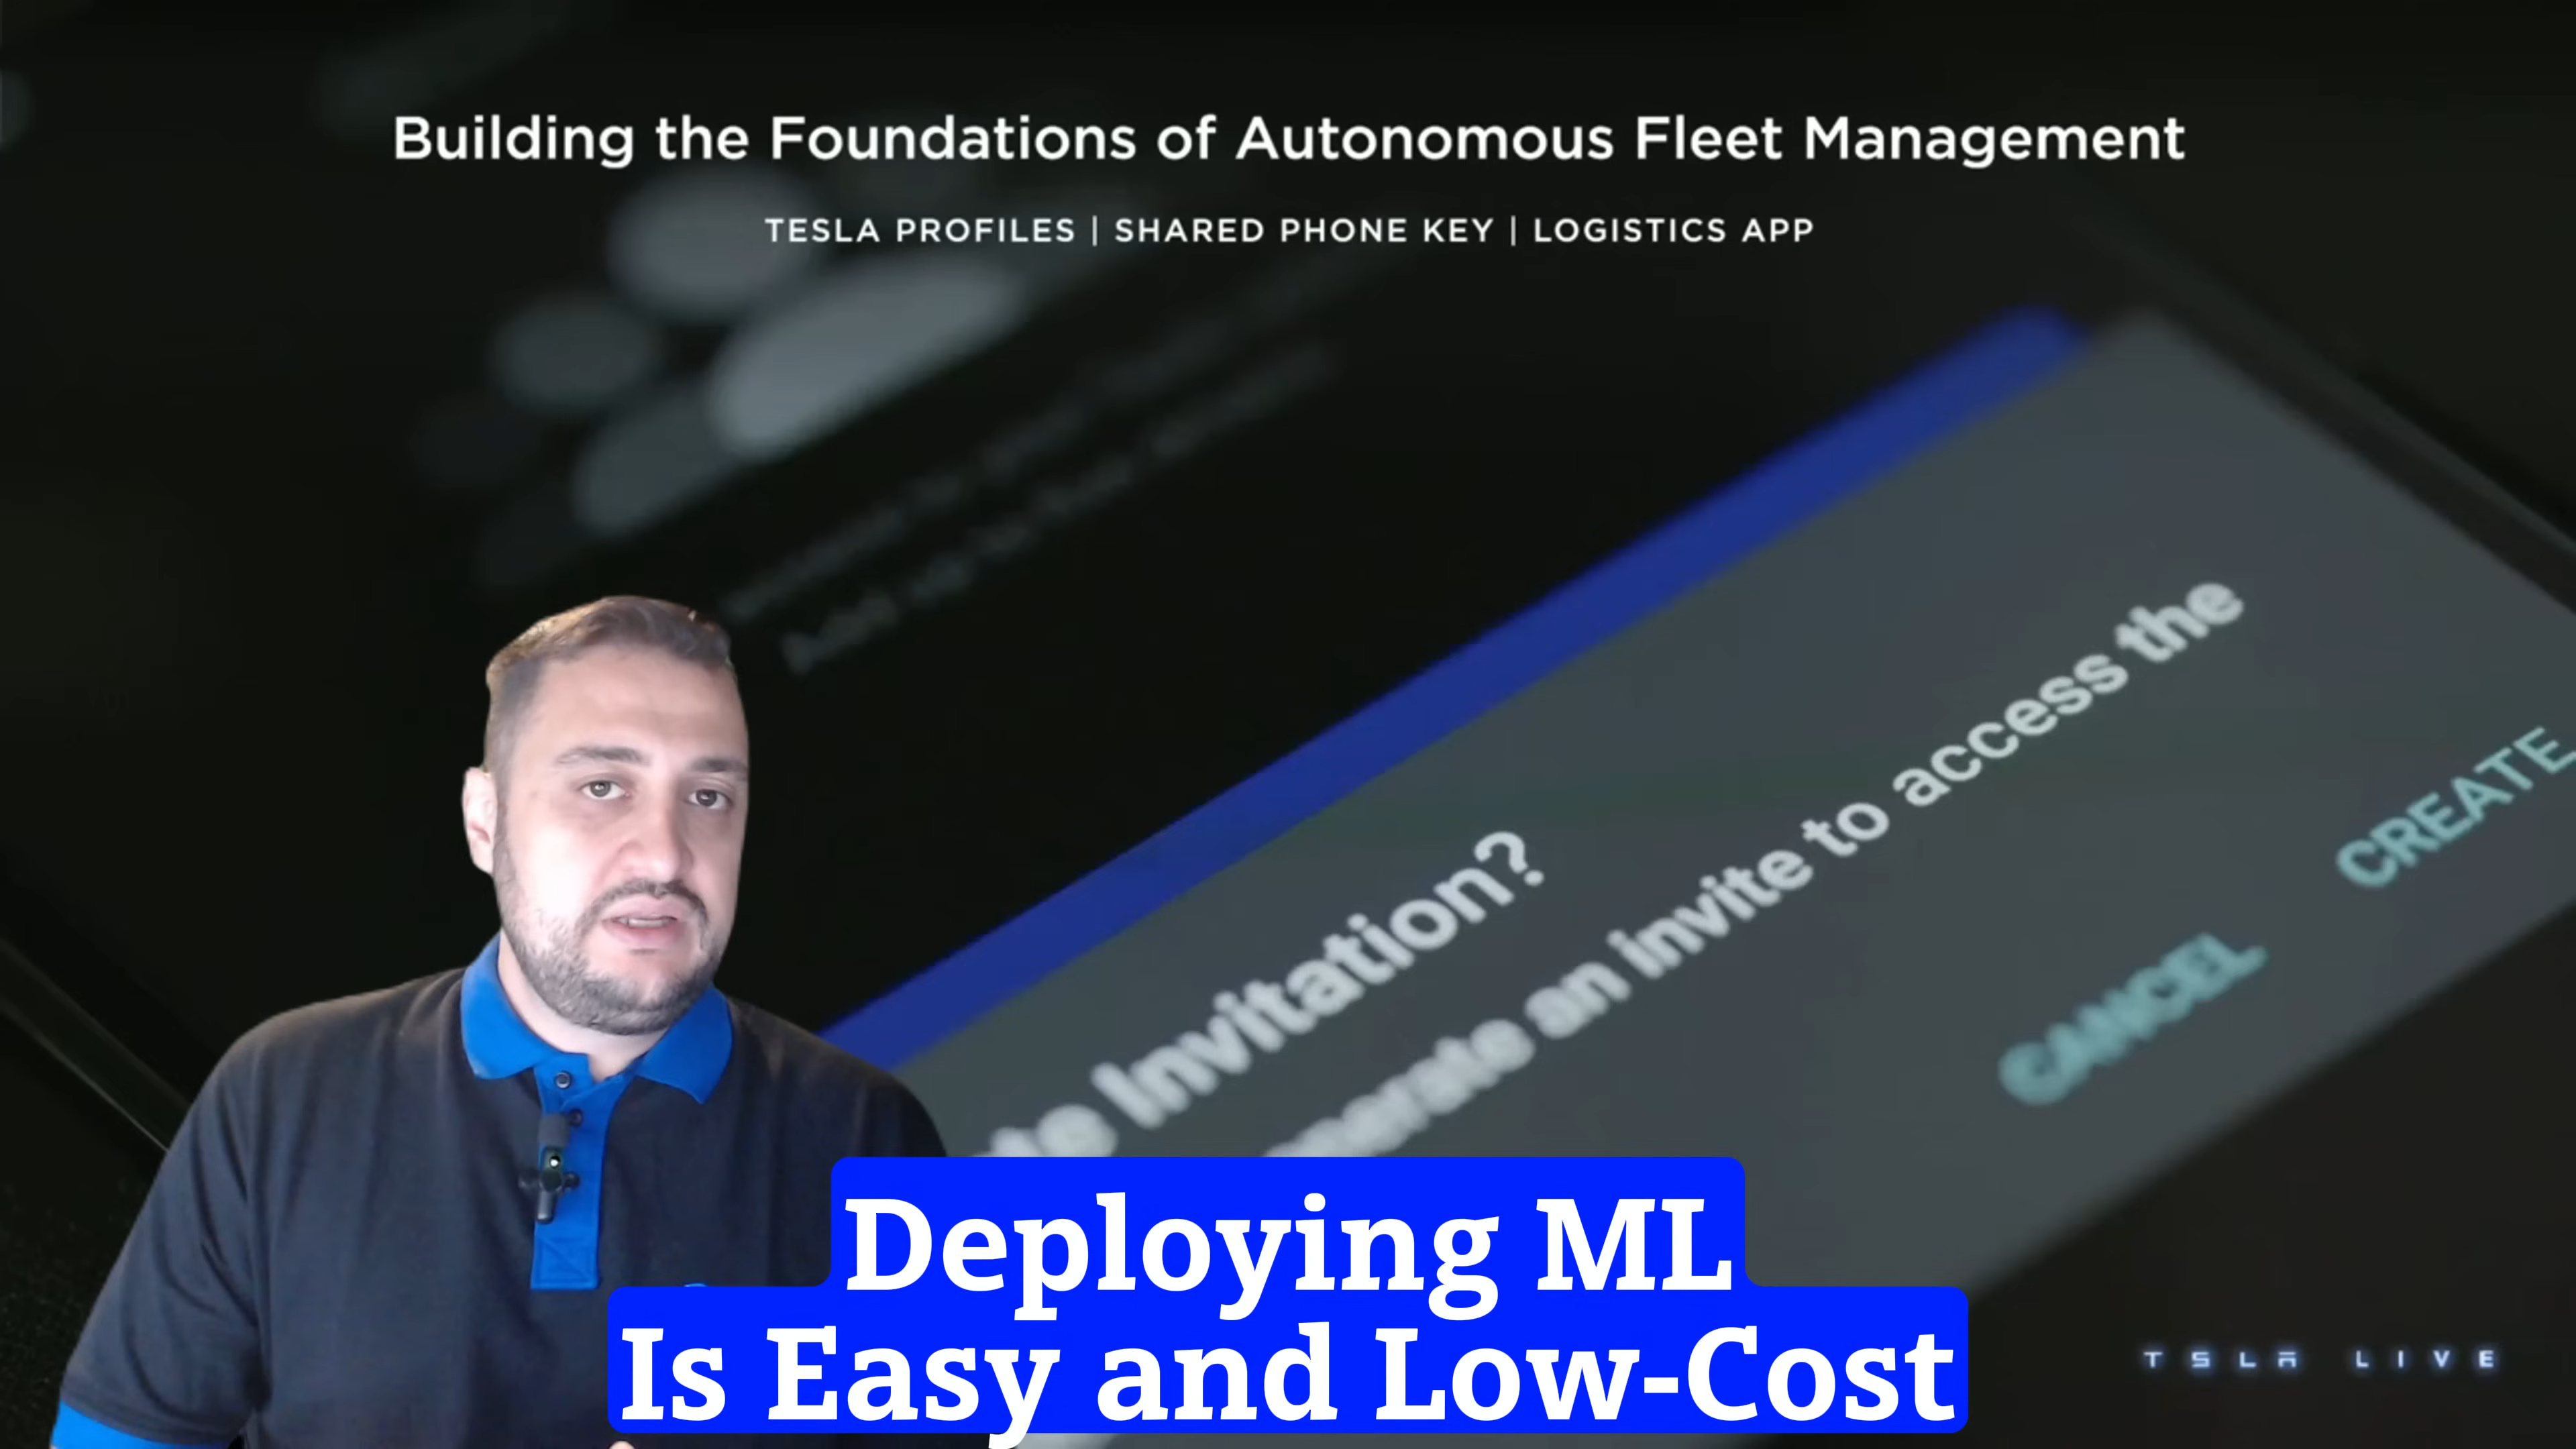 Building the Foundations of Autonomous Fleet Management
TESLA PROFILES | SHARED PHONE KEY | LOGISTICS APP
Invitation?
an invite to access the
CREATE
CANCEL
Deploying ML
Is Easy and Low-Cost
TSLA LIVE